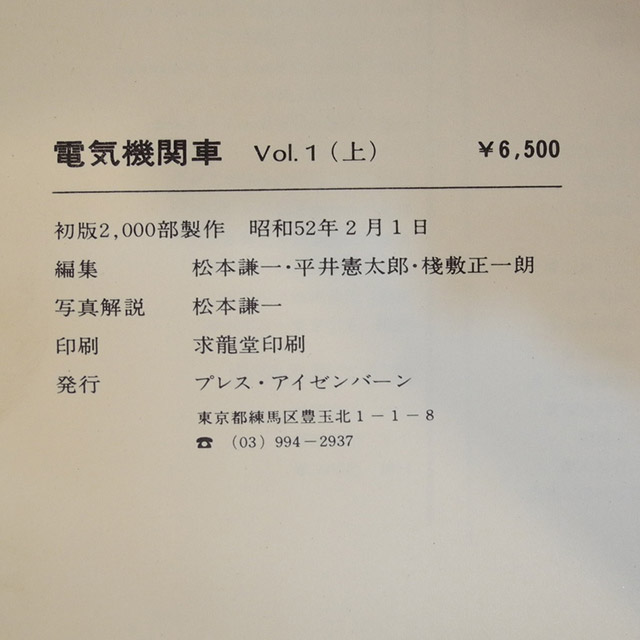 電気機関車 Vol.1(上) ¥6,500
初版2,000部製作 昭和52年2月1日
編集 松本謙一・平井憲太郎・棧敷正一朗
写真解説 松本謙一
印刷 求龍堂印刷
発行 プレス・アイゼンバーン
東京都練馬区豊玉北1-1-8
☎ (03) 994-2937